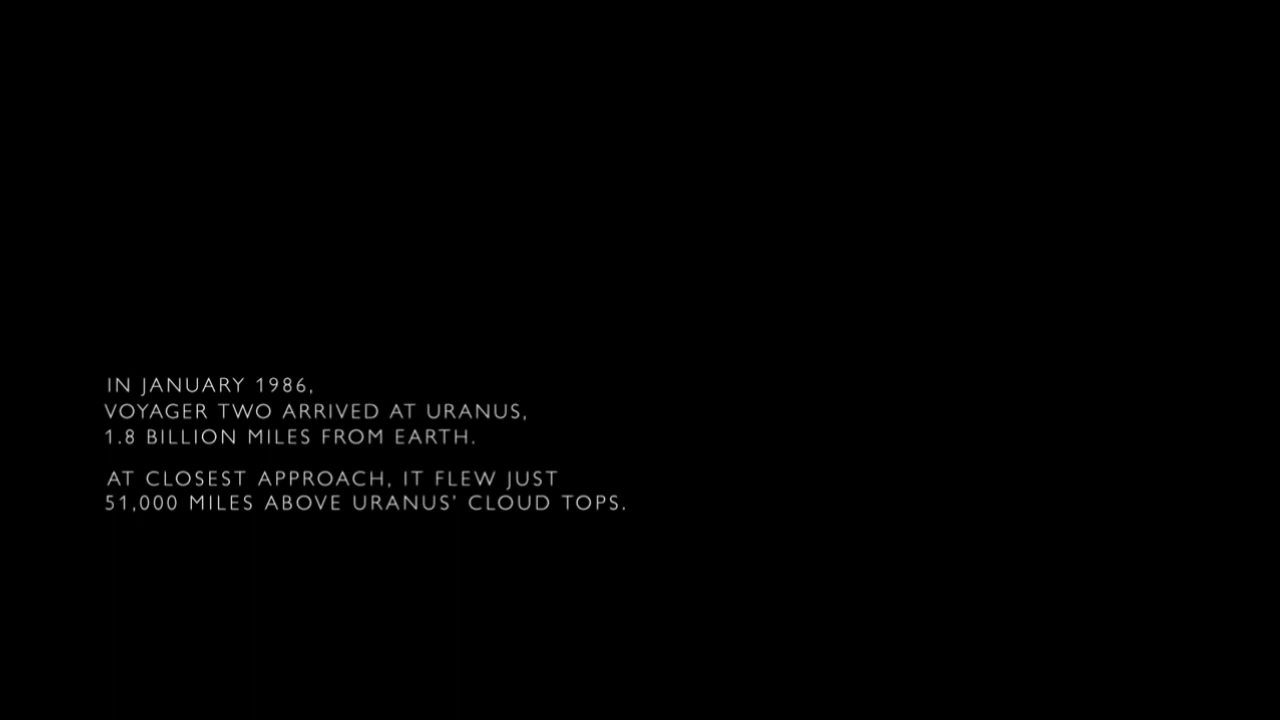 IN JANUARY 1986,
VOYAGER TWO ARRIVED AT URANUS,
1.8 BILLION MILES FROM EARTH.
AT CLOSEST APPROACH, IT FLEW JUST
51,000 MILES ABOVE URANUS' CLOUD TOPS.